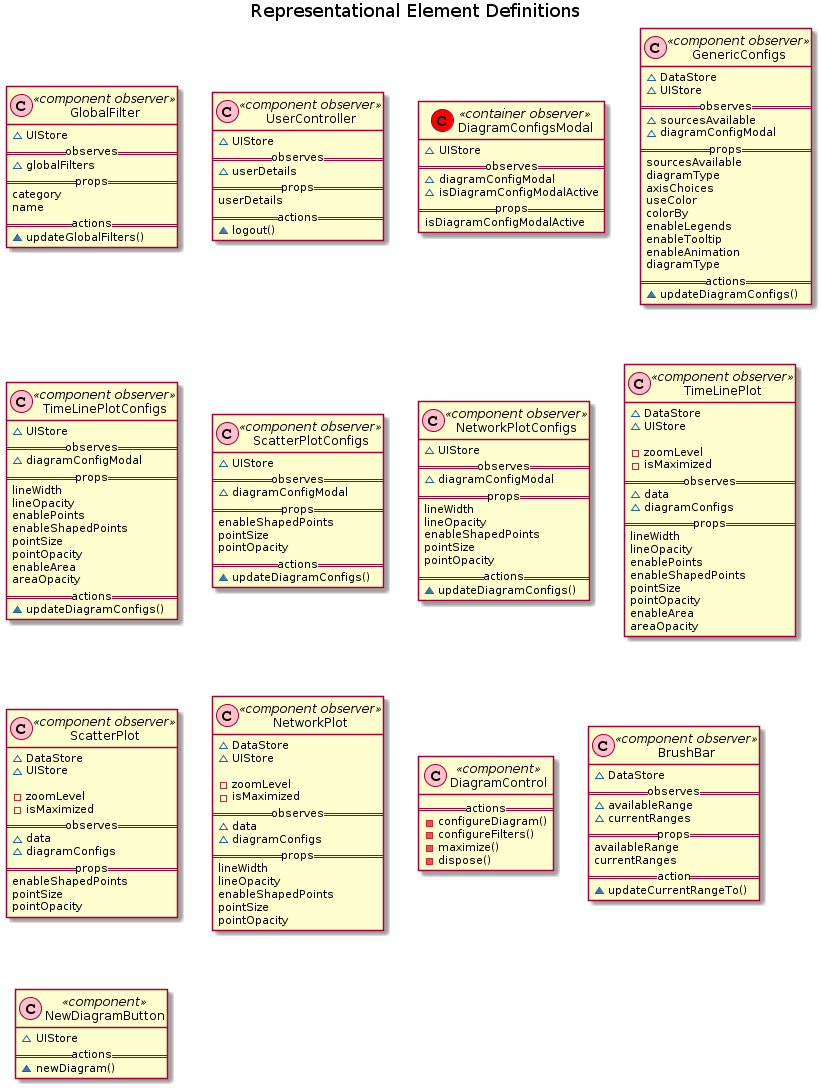 Representational Element Definitions
C
«component observer»
GlobalFilter
UIStore
observes
globalFilters
props
category
name
actions
updateGlobalFilters()
C
«component observer»
UserController
UIStore
observes
userDetails
props
userDetails
actions
logout()
C
«container observer»
DiagramConfigsModal
UIStore
observes
diagramConfigModal
isDiagramConfigModalActive
props
isDiagramConfigModalActive
C
«component observer»
GenericConfigs
DataStore
UIStore
observes
sourcesAvailable
diagramConfigModal
props
sourcesAvailable
diagramType
axisChoices
useColor
colorBy
enableLegends
enableTooltip
enableAnimation
diagramType
actions
updateDiagramConfigs()
C
«component observer»
TimeLinePlotConfigs
UIStore
observes
diagramConfigModal
props
lineWidth
lineOpacity
enablePoints
enableShapedPoints
pointSize
pointOpacity
enableArea
areaOpacity
actions
updateDiagramConfigs()
C
«component observer»
ScatterPlotConfigs
UIStore
observes
diagramConfigModal
props
enableShapedPoints
pointSize
pointOpacity
actions
updateDiagramConfigs()
C
«component observer»
NetworkPlotConfigs
UIStore
observes
diagramConfigModal
props
lineWidth
lineOpacity
enableShapedPoints
pointSize
pointOpacity
actions
updateDiagramConfigs()
C
«component observer»
TimeLinePlot
DataStore
UIStore
zoomLevel
isMaximized
observes
data
diagramConfigs
props
lineWidth
lineOpacity
enablePoints
enableShapedPoints
pointSize
pointOpacity
enableArea
areaOpacity
C
«component observer»
ScatterPlot
DataStore
UIStore
zoomLevel
isMaximized
observes
data
diagramConfigs
props
enableShapedPoints
pointSize
pointOpacity
C
«component observer»
NetworkPlot
DataStore
UIStore
zoomLevel
isMaximized
observes
data
diagramConfigs
props
lineWidth
lineOpacity
enableShapedPoints
pointSize
pointOpacity
C
«component»
DiagramControl
actions
configureDiagram()
configureFilters()
maximize()
dispose()
C
«component observer»
BrushBar
DataStore
observes
availableRange
currentRanges
props
availableRange
currentRanges
action
updateCurrentRangeTo()
C
«component»
NewDiagramButton
UIStore
actions
newDiagram()